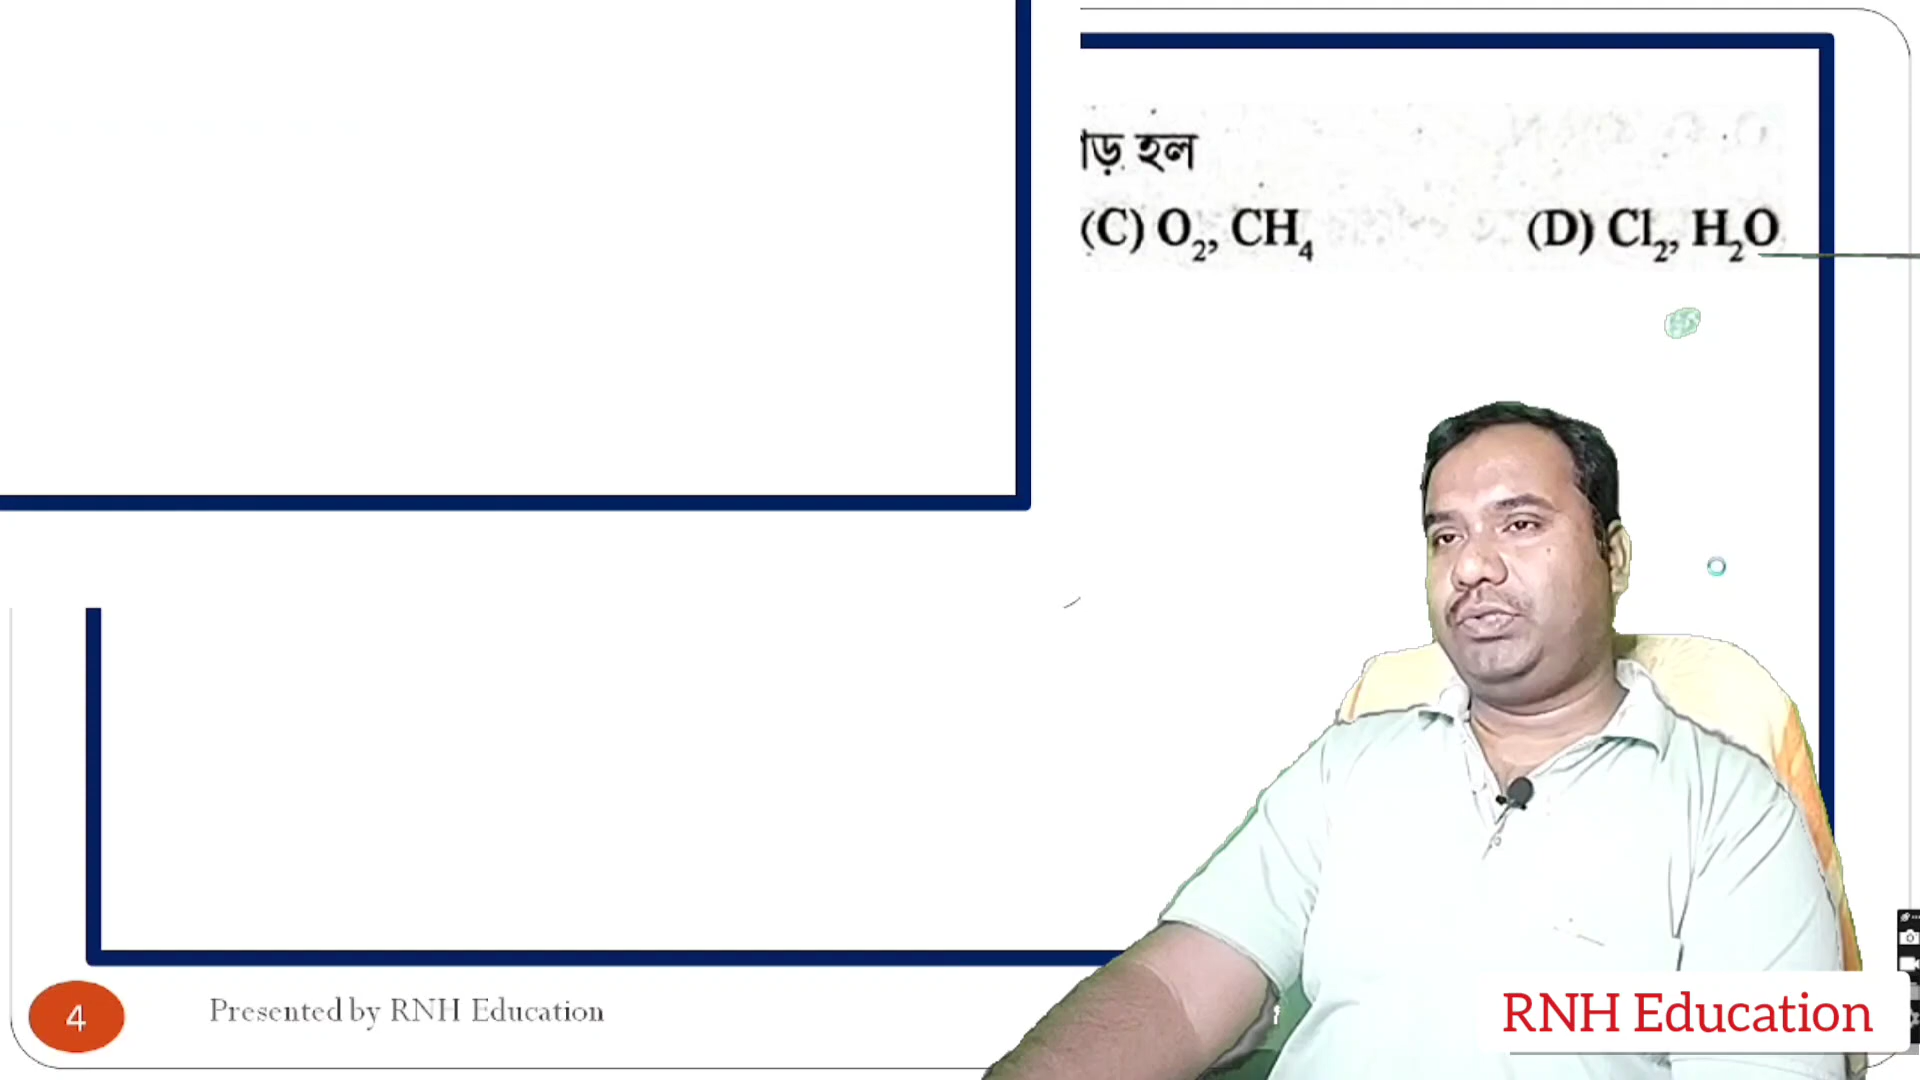 হল
(C) O₂, CH₄ (D) Cl₂, H₂O
4
Presented by RNH Education
RNH Education